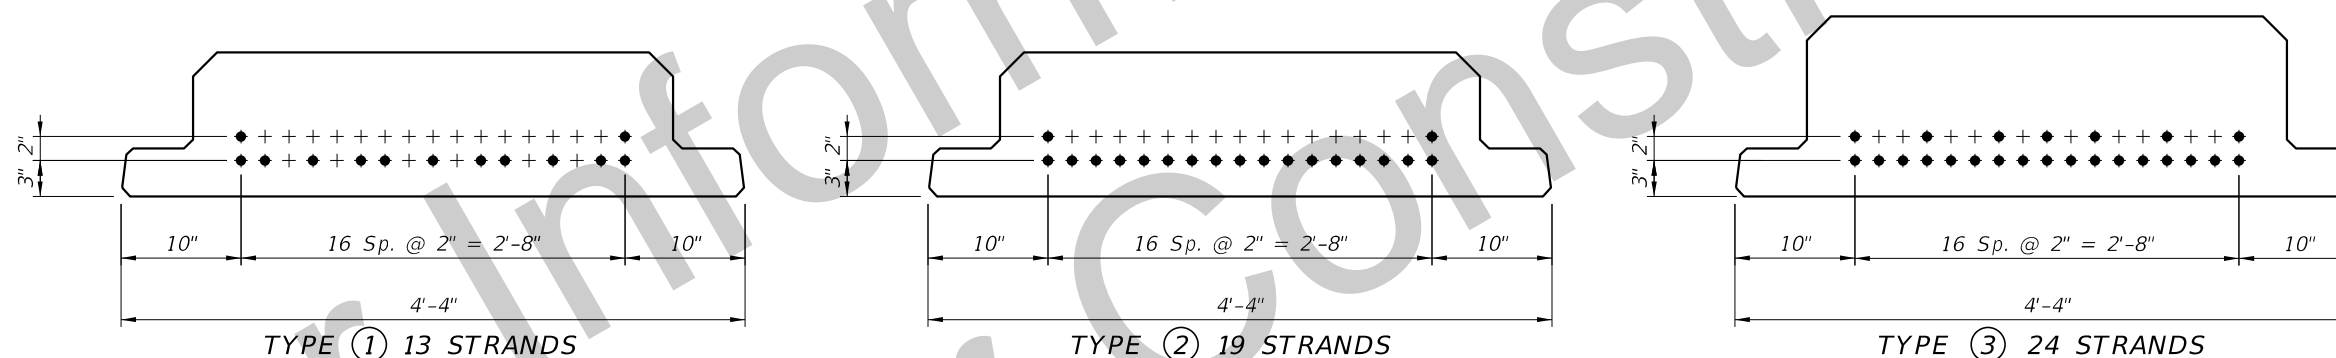 2"
3"
10"
16 Sp. @ 2" = 2'-8"
10"
4'-4"
TYPE 1 13 STRANDS
2"
3"
10"
16 Sp. @ 2" = 2'-8"
10"
4'-4"
TYPE 2 19 STRANDS
2"
3"
10"
16 Sp. @ 2" = 2'-8"
10"
4'-4"
TYPE 3 24 STRANDS